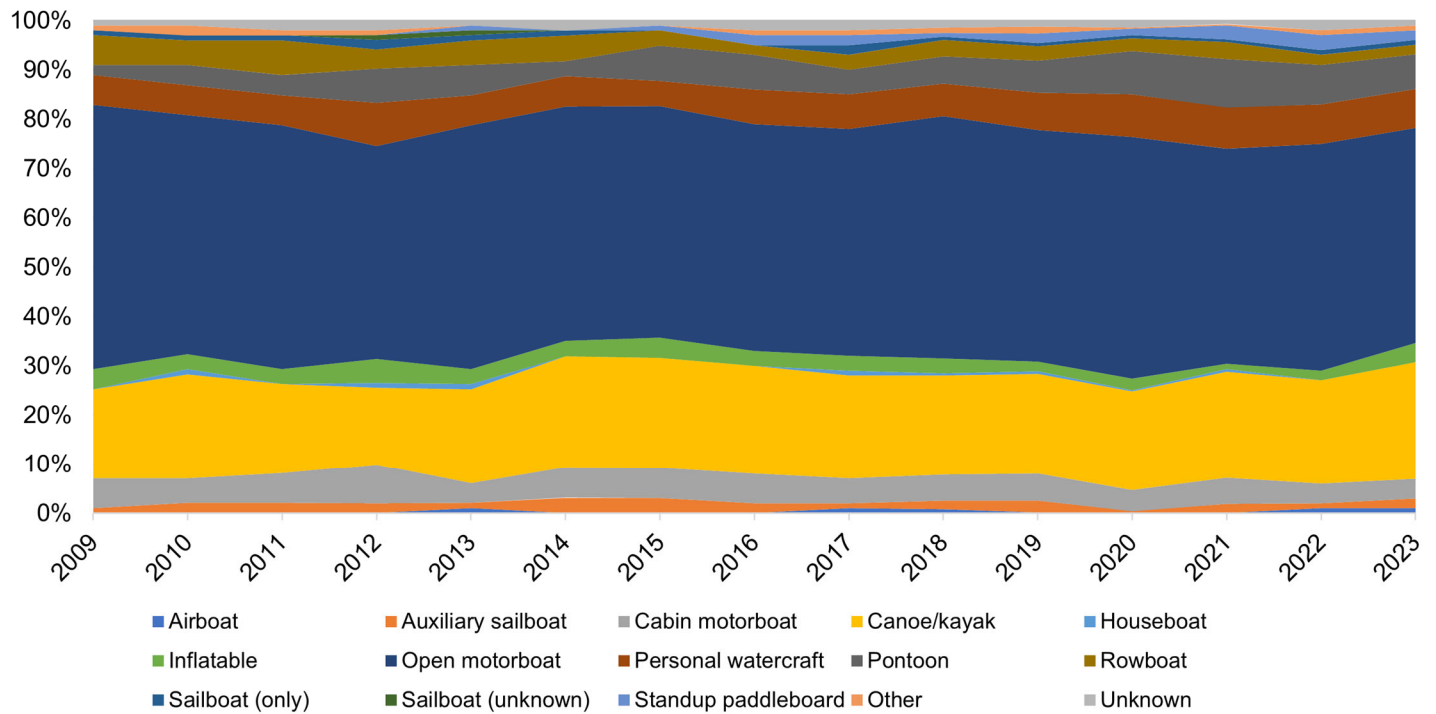 100%
90%
80%
70%
60%
50%
40%
30%
20%
10%
0%
2009 2010 2011 2012 2013 2014 2015 2016 2017 2018 2019 2020 2021 2022 2023
Airboat Auxiliary sailboat Cabin motorboat Canoe/kayak Houseboat
Inflatable Open motorboat Personal watercraft Pontoon Rowboat
Sailboat (only) Sailboat (unknown) Standup paddleboard Other Unknown